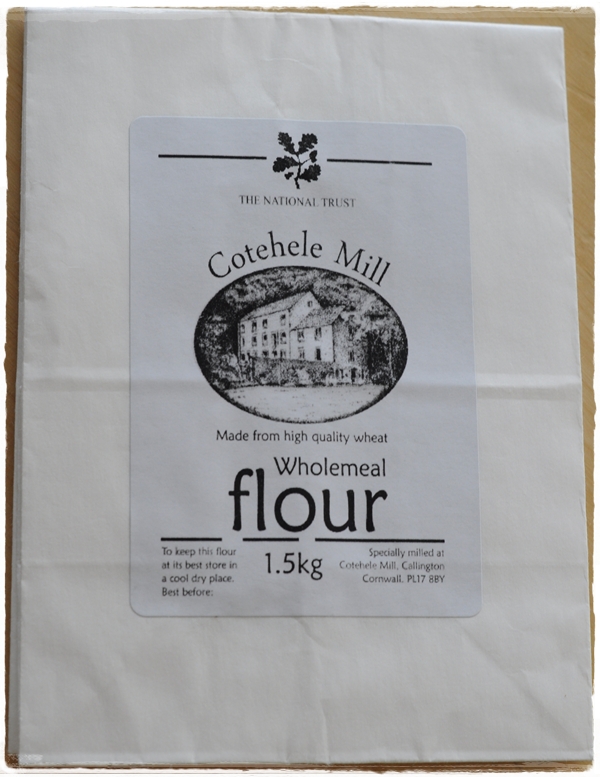 THE NATIONAL TRUST
Cotehele Mill
Made from high quality wheat
Wholemeal
flour
To keep this flour
at its best store in
a cool dry place.
Best before:
1.5kg
Specially milled at
Cotehele Mill, Callington
Cornwall. PL17 8BY